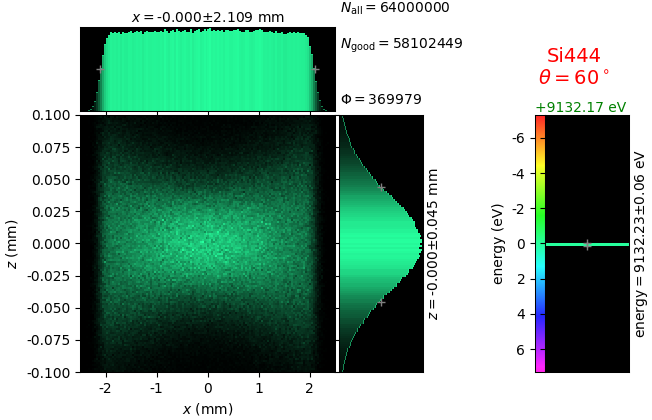 x = -0.000±2.109 mm
N_all = 64000000
N_good = 58102449
Φ = 369979
Si444
θ = 60°
+9132.17 eV
z (mm)
0.100
0.075
0.050
0.025
0.000
-0.025
-0.050
-0.075
-0.100
-2 -1 0 1 2
x (mm)
z = -0.000±0.045 mm
energy (eV)
-6
-4
-2
0
2
4
6
energy = 9132.23±0.06 eV